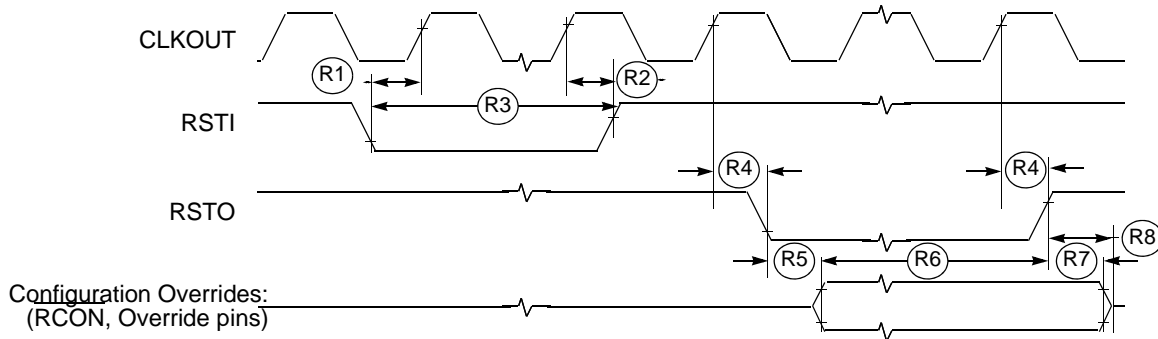 CLKOUT
R1
R2
R3
RSTI
R4
R4
RSTO
R8
R5
R6
R7
Configuration Overrides:
(RCON, Override pins)